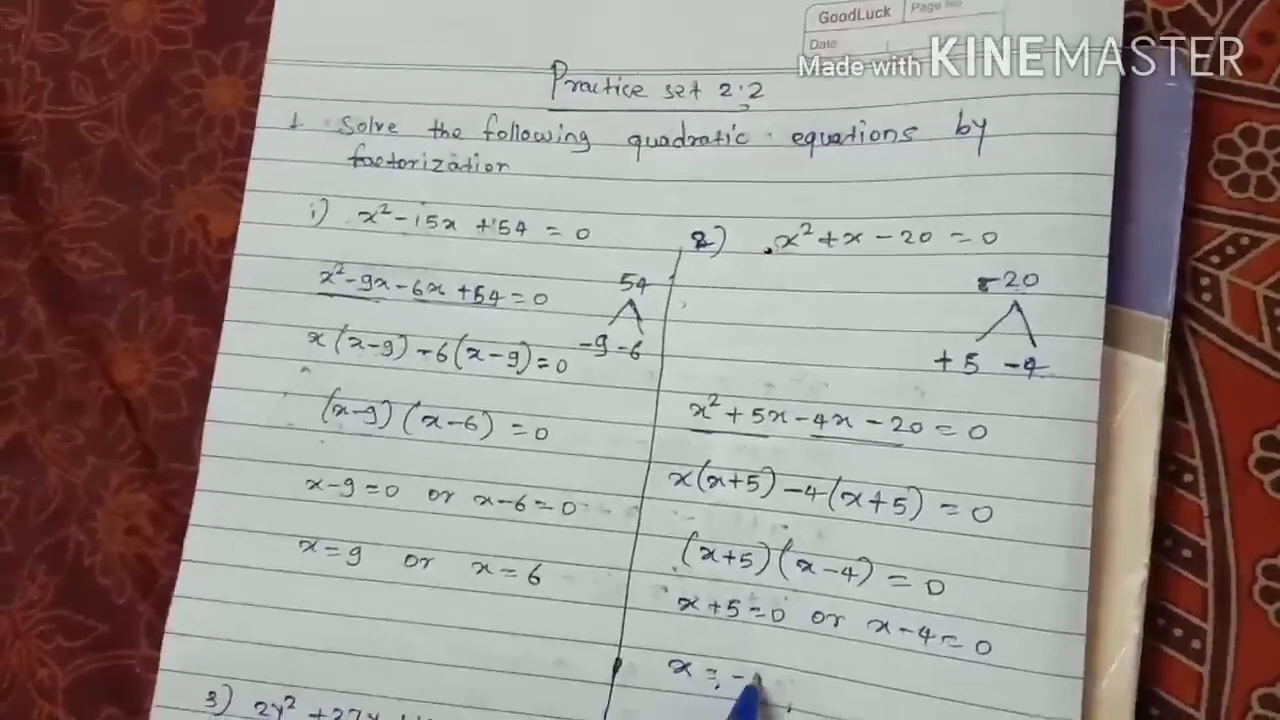 GoodLuck Page No
Date
Made with KINEMASTER
Practice set 2.2
1. Solve the following quadratic equations by
factorization
i) x² - 15x + 54 = 0
x² - 9x - 6x + 54 = 0
54
-9 -6
x(x-9) - 6(x-9) = 0
(x-9)(x-6) = 0
x-9=0 or x-6=0
x=9 or x=6
2) x² + x - 20 = 0
-20
+5 -4
x² + 5x - 4x - 20 = 0
x(x+5) - 4(x+5) = 0
(x+5)(x-4) = 0
x+5=0 or x-4=0
x = -
3) 2y² + 27y